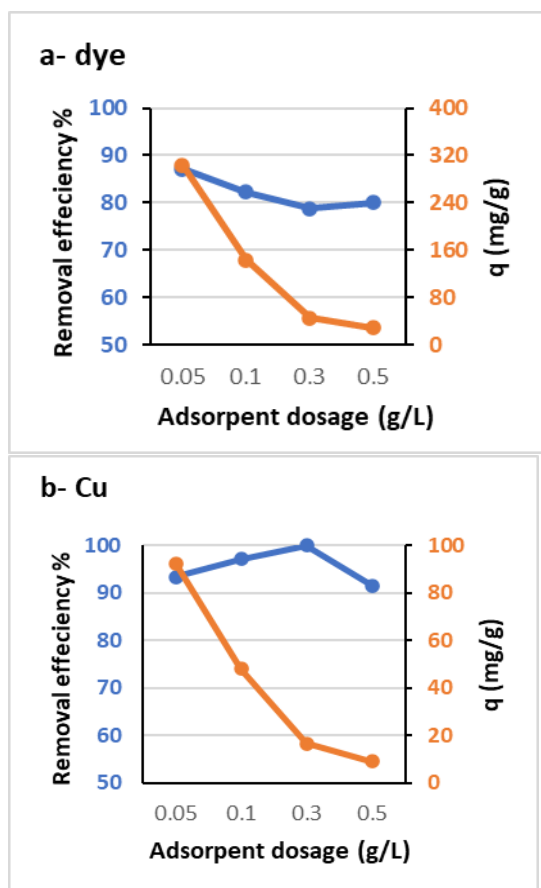 a- dye
Removal effeciency%
100
90
80
70
60
50
400
320
240
160
80
0
q (mg/g)
0.05 0.1 0.3 0.5
Adsorpent dosage (g/L)
b- Cu
Removal effeciency%
100
90
80
70
60
50
100
80
60
40
20
0
q (mg/g)
0.05 0.1 0.3 0.5
Adsorpent dosage (g/L)